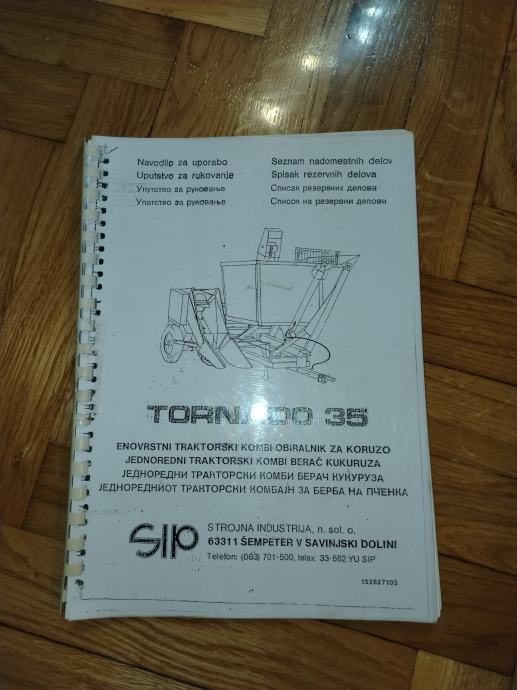 Navodilo za uporabo
Uputstvo za rukovanje
Упутство за руковање
Упатство за руковање
Seznam nadomestnih delov
Spisak rezervnih delova
Списак резервних делова
Список на резервни делови
TORNADO 35
ENOVRSTNI TRAKTORSKI KOMBI OBIRALNIK ZA KORUZO
JEDNOREDNI TRAKTORSKI KOMBI BERAČ KUKURUZA
ЈЕДНОРЕДНИ ТРАКТОРСКИ КОМБИ БЕРАЧ КУКУРУЗА
ЈЕДНОРЕДНИОТ ТРАКТОРСКИ КОМБАЈН ЗА БЕРБА НА ПЧЕНКА
SIP
STROJNA INDUSTRIJA, n. sol. o.
63311 ŠEMPETER V SAVINJSKI DOLINI
Telefon: (063) 701-500, telex: 33-562 YU SIP
152827105